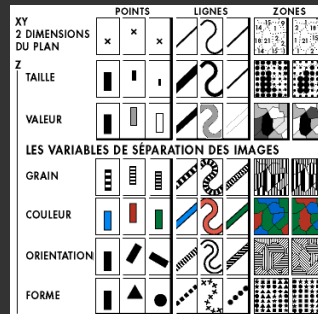 POINTS LIGNES ZONES
XY
2 DIMENSIONS
DU PLAN
Z
TAILLE
VALEUR
LES VARIABLES DE SÉPARATION DES IMAGES
GRAIN
COULEUR
ORIENTATION
FORME